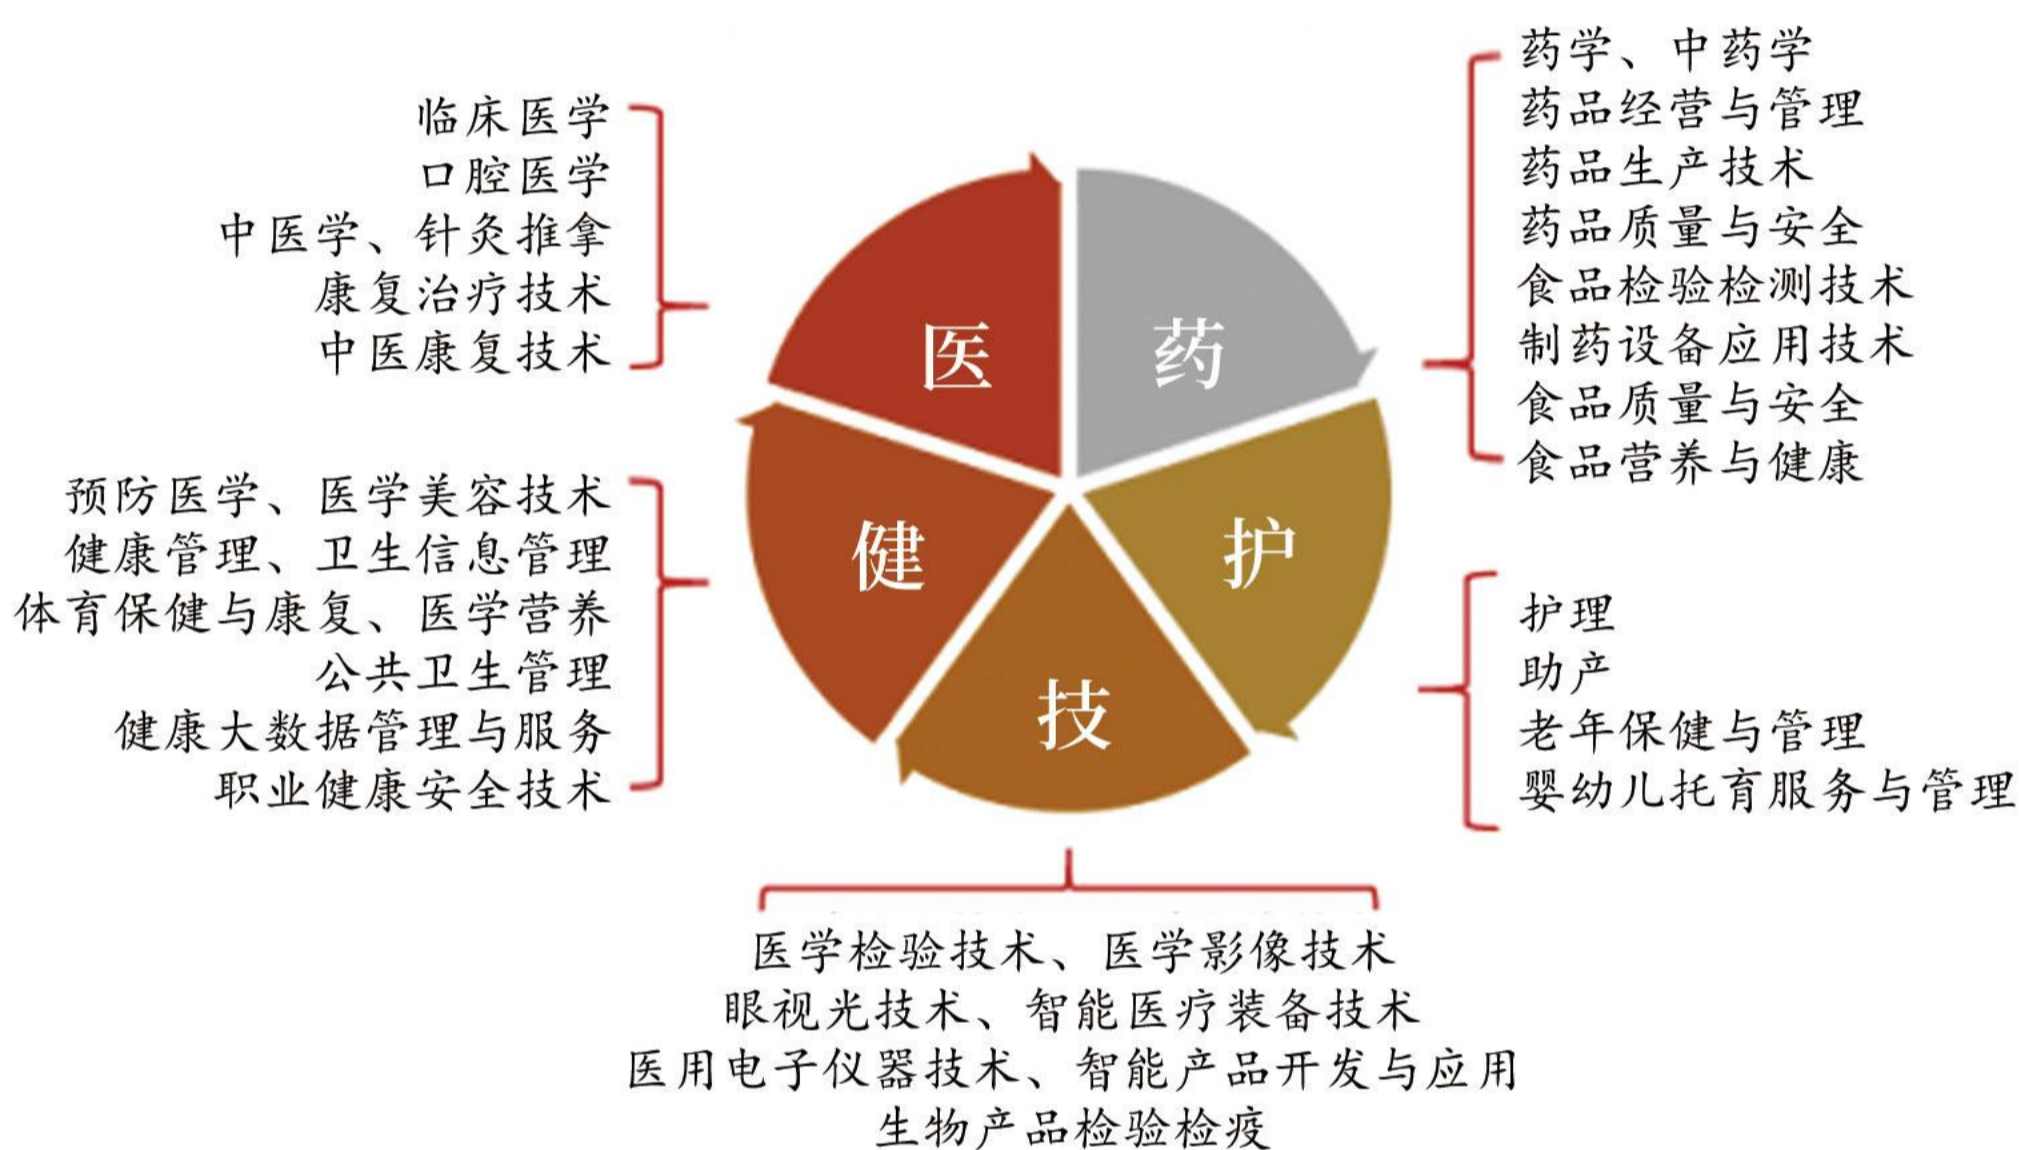 临床医学
口腔医学
中医学、针灸推拿
康复治疗技术
中医康复技术
药学、中药学
药品经营与管理
药品生产技术
药品质量与安全
食品检验检测技术
制药设备应用技术
食品质量与安全
食品营养与健康
医
药
健
护
技
预防医学、医学美容技术
健康管理、卫生信息管理
体育保健与康复、医学营养
公共卫生管理
健康大数据管理与服务
职业健康安全技术
护理
助产
老年保健与管理
婴幼儿托育服务与管理
医学检验技术、医学影像技术
眼视光技术、智能医疗装备技术
医用电子仪器技术、智能产品开发与应用
生物产品检验检疫